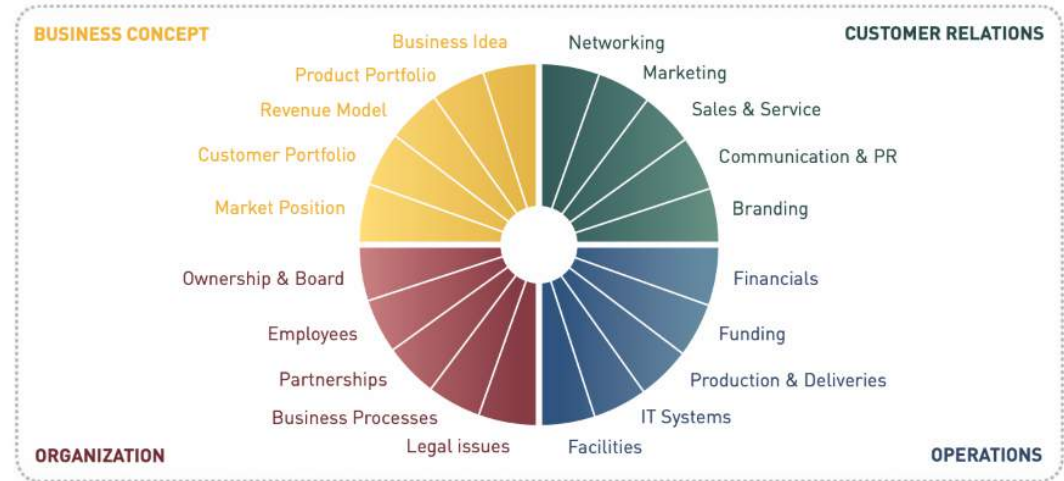 BUSINESS CONCEPT
Business Idea
Product Portfolio
Revenue Model
Customer Portfolio
Market Position
CUSTOMER RELATIONS
Networking
Marketing
Sales & Service
Communication & PR
Branding
Ownership & Board
Employees
Partnerships
Business Processes
Legal issues
ORGANIZATION
Financials
Funding
Production & Deliveries
IT Systems
Facilities
OPERATIONS